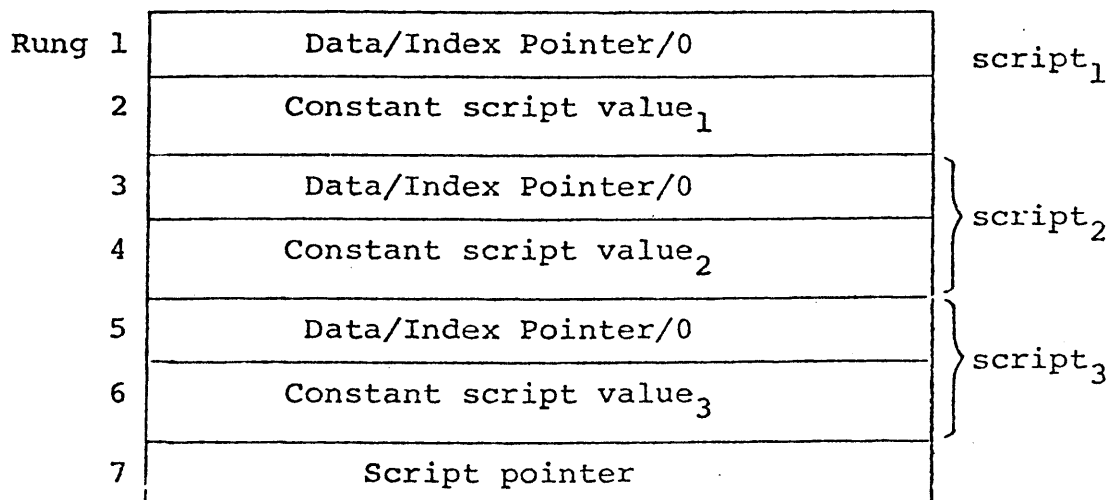 Rung 1 Data/Index Pointer/0 script₁
2 Constant script value₁
3 Data/Index Pointer/0
script₂
4 Constant script value₂
5 Data/Index Pointer/0
script₃
6 Constant script value₃
7 Script pointer